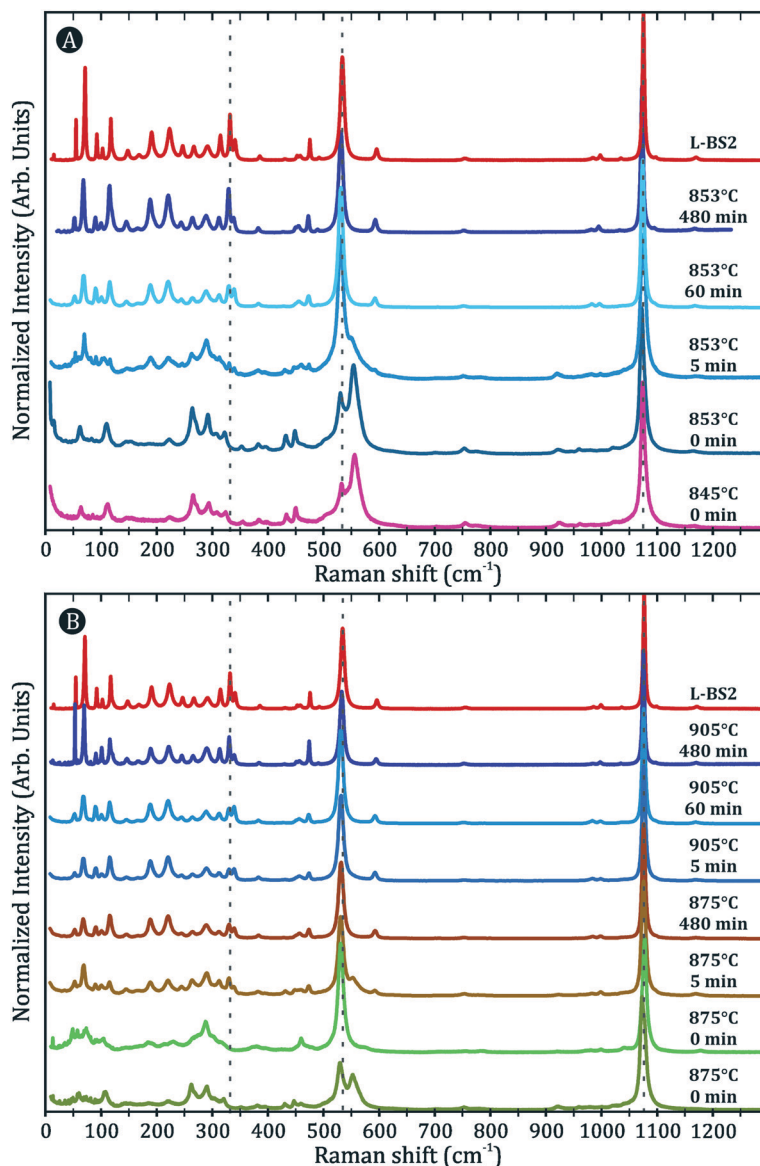 A
Normalized Intensity (Arb. Units)
L-BS2
853°C
480 min
853°C
60 min
853°C
5 min
853°C
0 min
845°C
0 min
0 100 200 300 400 500 600 700 800 900 1000 1100 1200
Raman shift (cm⁻¹)
B
Normalized Intensity (Arb. Units)
L-BS2
905°C
480 min
905°C
60 min
905°C
5 min
875°C
480 min
875°C
5 min
875°C
0 min
875°C
0 min
0 100 200 300 400 500 600 700 800 900 1000 1100 1200
Raman shift (cm⁻¹)